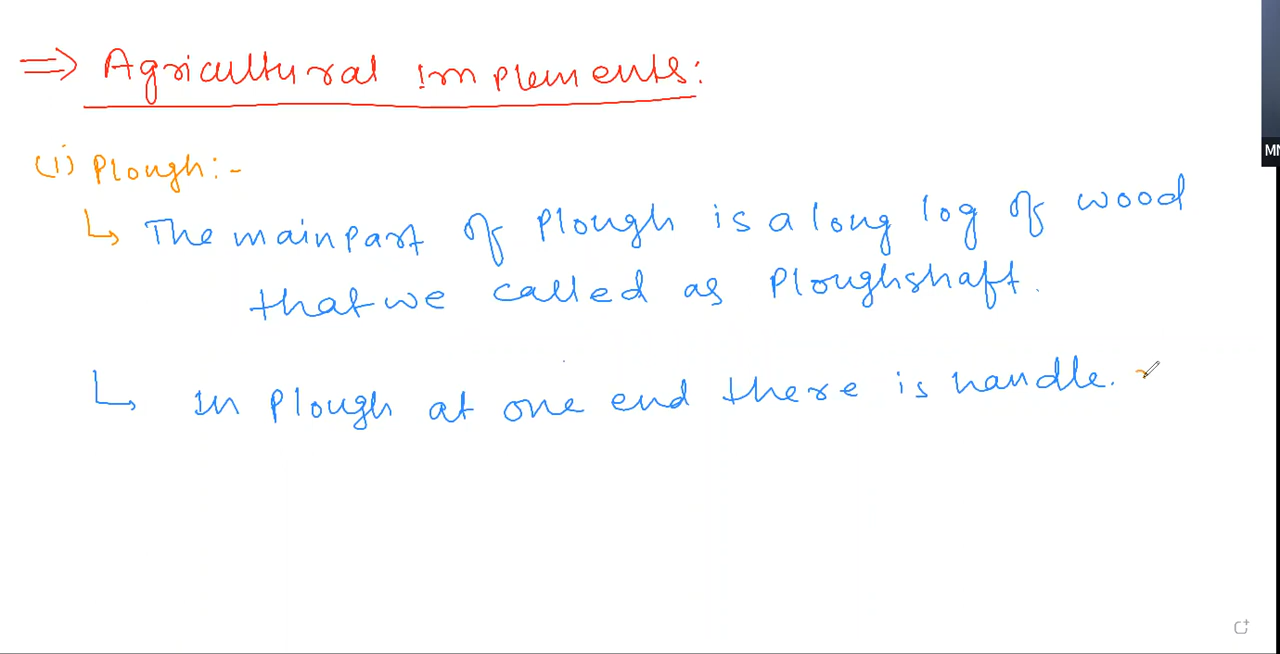 ⇒ Agricultural implements:
(i) Plough:-
↳ The main part of Plough is a long log of wood
that we called as Ploughshaft.
↳ In Plough at one end there is handle.
MN